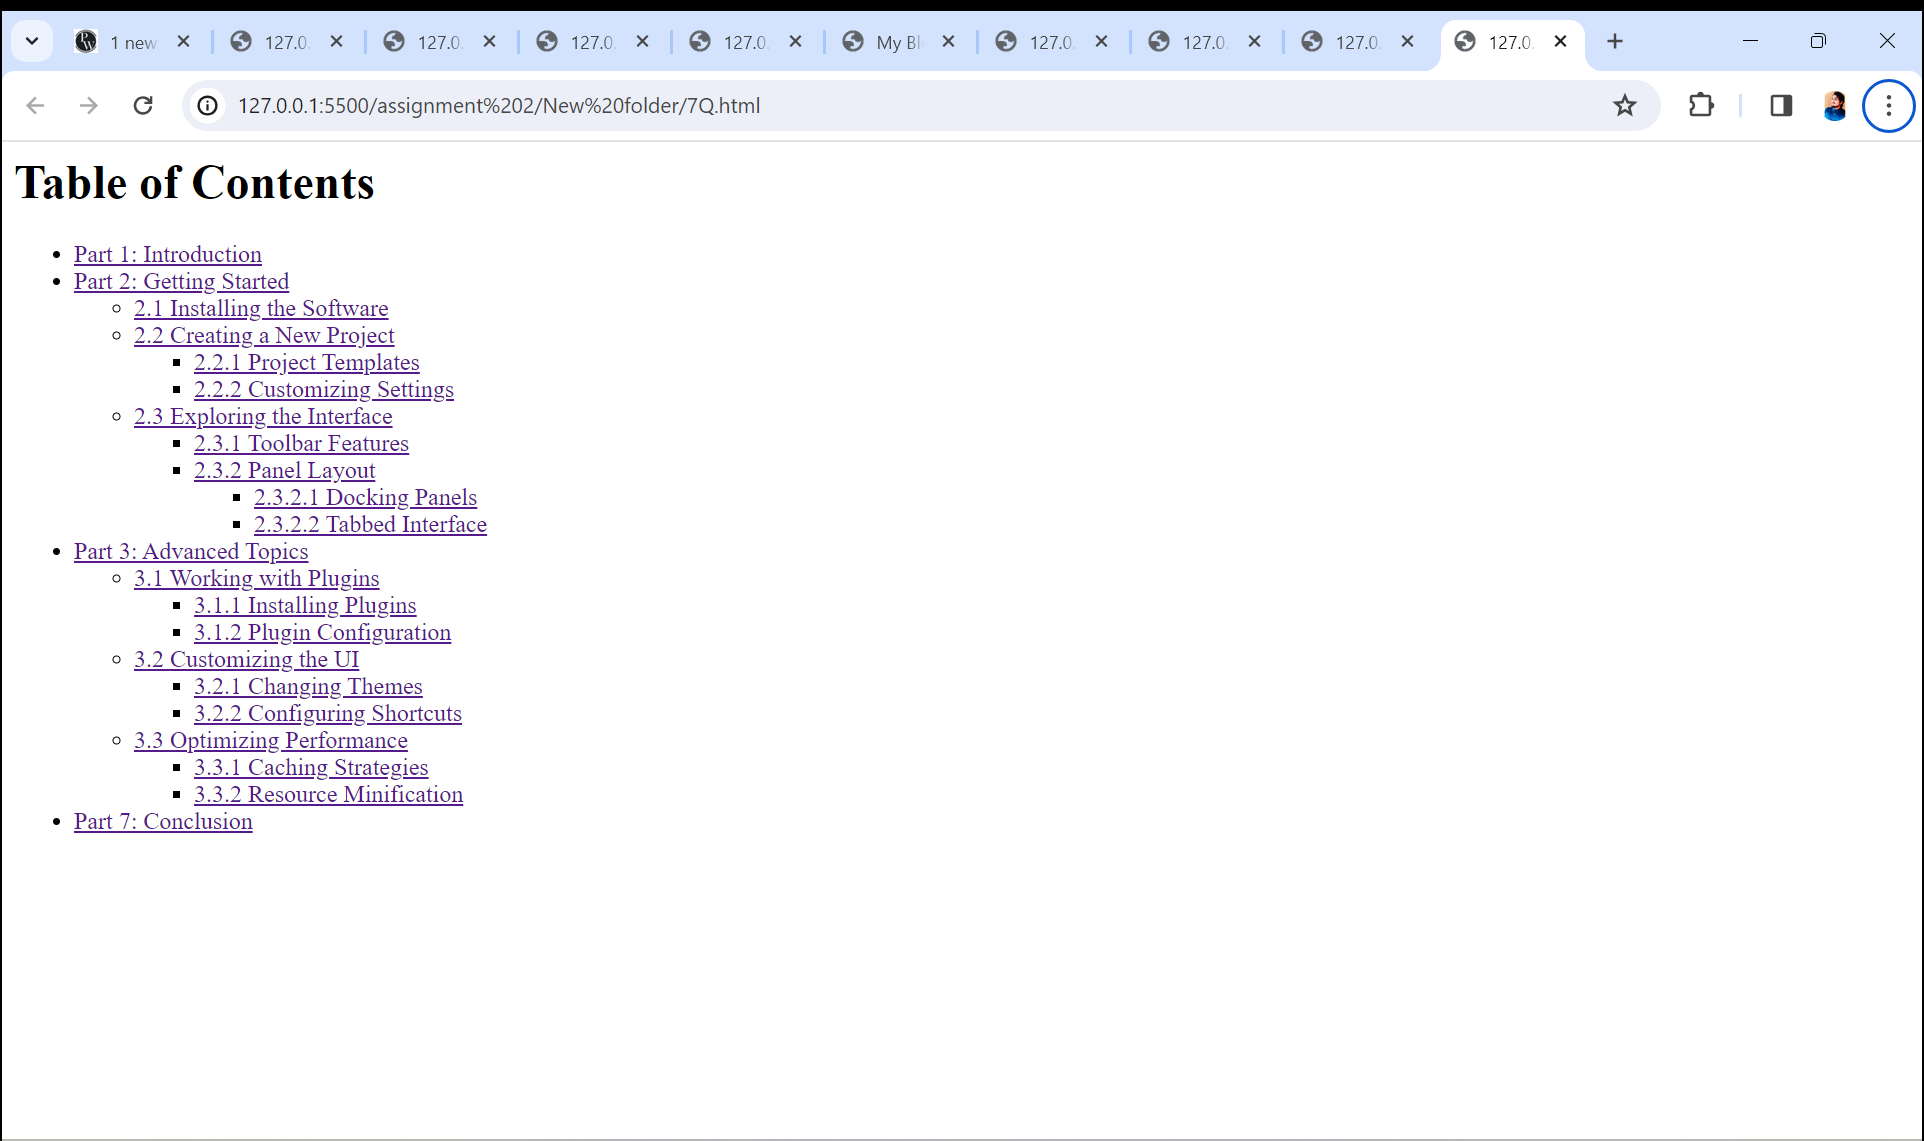 1 new
127.0.
127.0.
127.0.
127.0.
My Bl
127.0.
127.0.
127.0.
127.0.
127.0.0.1:5500/assignment%202/New%20folder/7Q.html
Table of Contents
Part 1: Introduction
Part 2: Getting Started
2.1 Installing the Software
2.2 Creating a New Project
2.2.1 Project Templates
2.2.2 Customizing Settings
2.3 Exploring the Interface
2.3.1 Toolbar Features
2.3.2 Panel Layout
2.3.2.1 Docking Panels
2.3.2.2 Tabbed Interface
Part 3: Advanced Topics
3.1 Working with Plugins
3.1.1 Installing Plugins
3.1.2 Plugin Configuration
3.2 Customizing the UI
3.2.1 Changing Themes
3.2.2 Configuring Shortcuts
3.3 Optimizing Performance
3.3.1 Caching Strategies
3.3.2 Resource Minification
Part 7: Conclusion